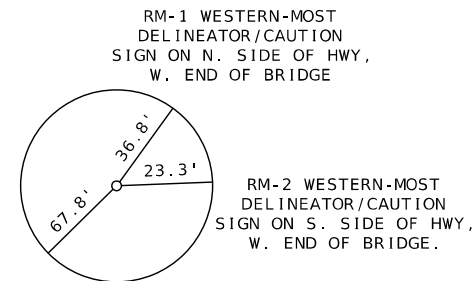 RM-1 WESTERN-MOST
DELINEATOR/CAUTION
SIGN ON N. SIDE OF HWY,
W. END OF BRIDGE
36.8'
23.3'
67.8'
RM-2 WESTERN-MOST
DELINEATOR/CAUTION
SIGN ON S. SIDE OF HWY,
W. END OF BRIDGE.